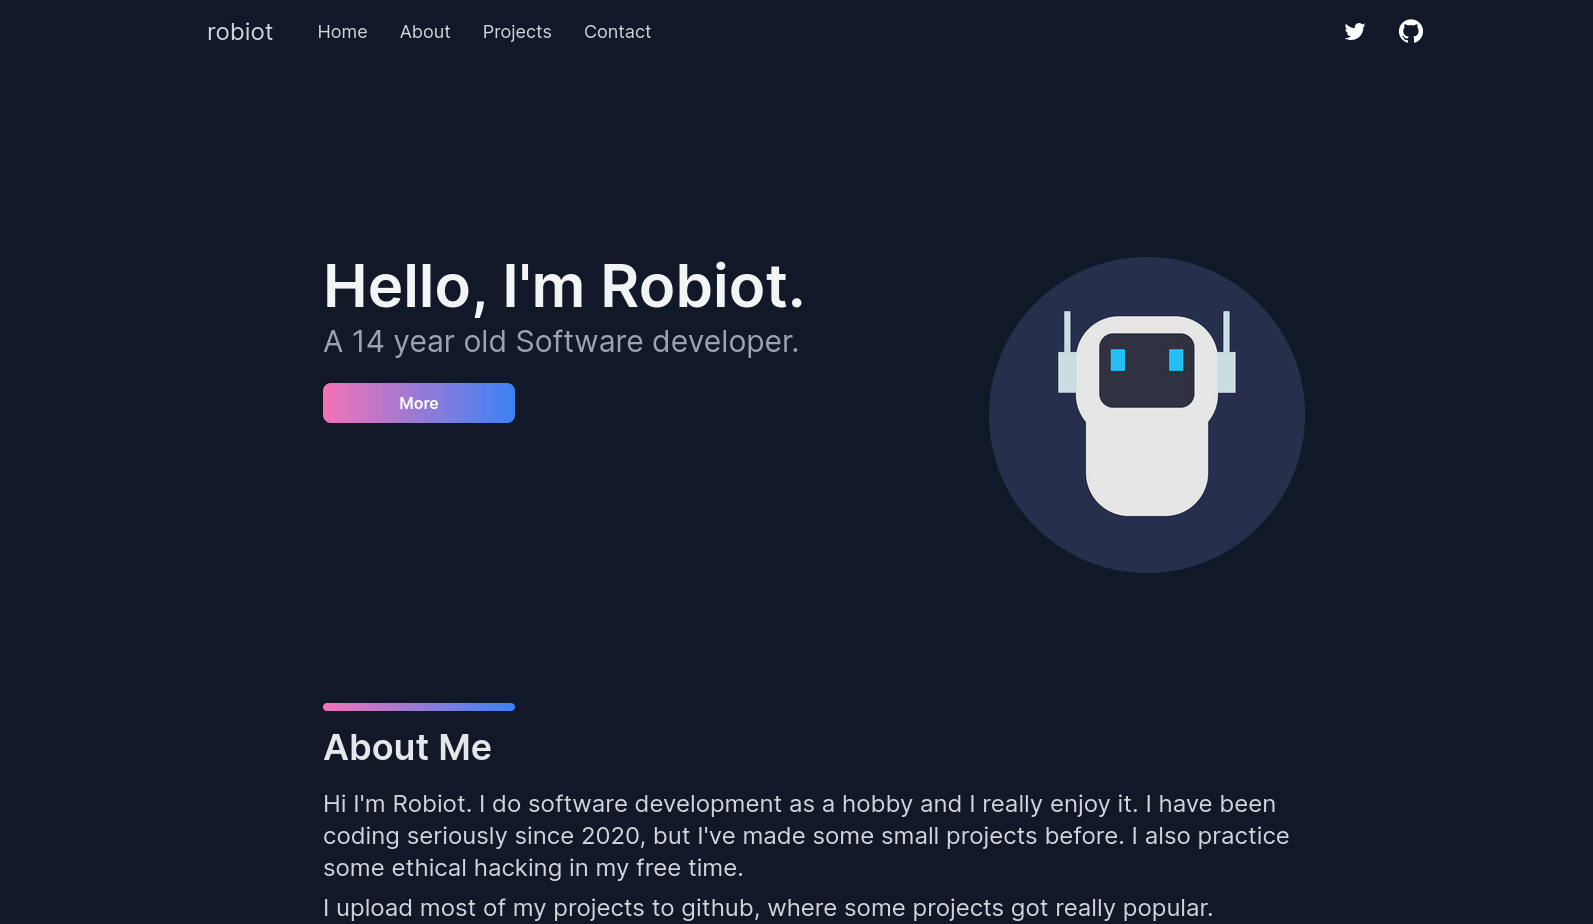 robiot Home About Projects Contact
Hello, I'm Robiot.
A 14 year old Software developer.
More
About Me
Hi I'm Robiot. I do software development as a hobby and I really enjoy it. I have been
coding seriously since 2020, but I've made some small projects before. I also practice
some ethical hacking in my free time.
I upload most of my projects to github, where some projects got really popular.